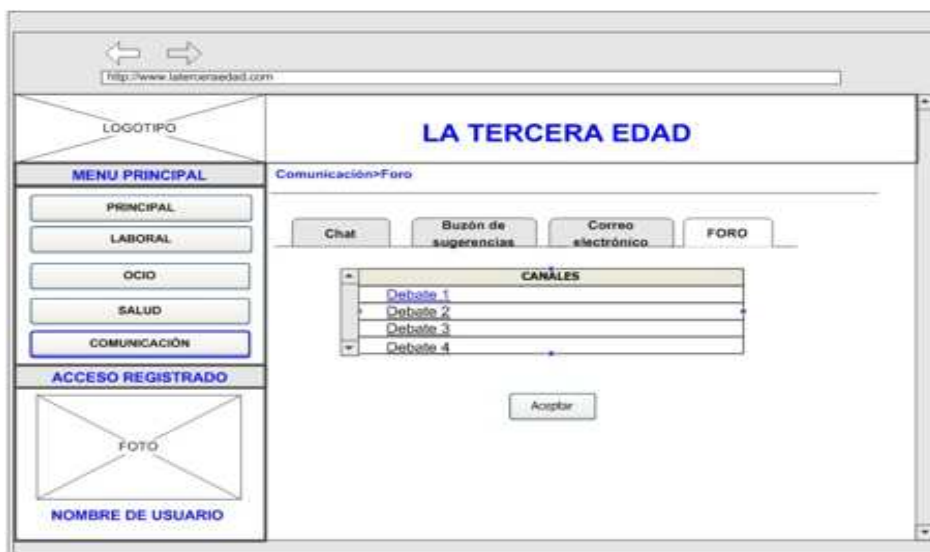 http://www.laterceraedad.com
LOGOTIPO
LA TERCERA EDAD
MENU PRINCIPAL
Comunicación>Foro
PRINCIPAL
LABORAL
OCIO
SALUD
COMUNICACIÓN
Chat
Buzón de
sugerencias
Correo
electrónico
FORO
CANALES
Debate 1
Debate 2
Debate 3
Debate 4
Aceptar
ACCESO REGISTRADO
FOTO
NOMBRE DE USUARIO